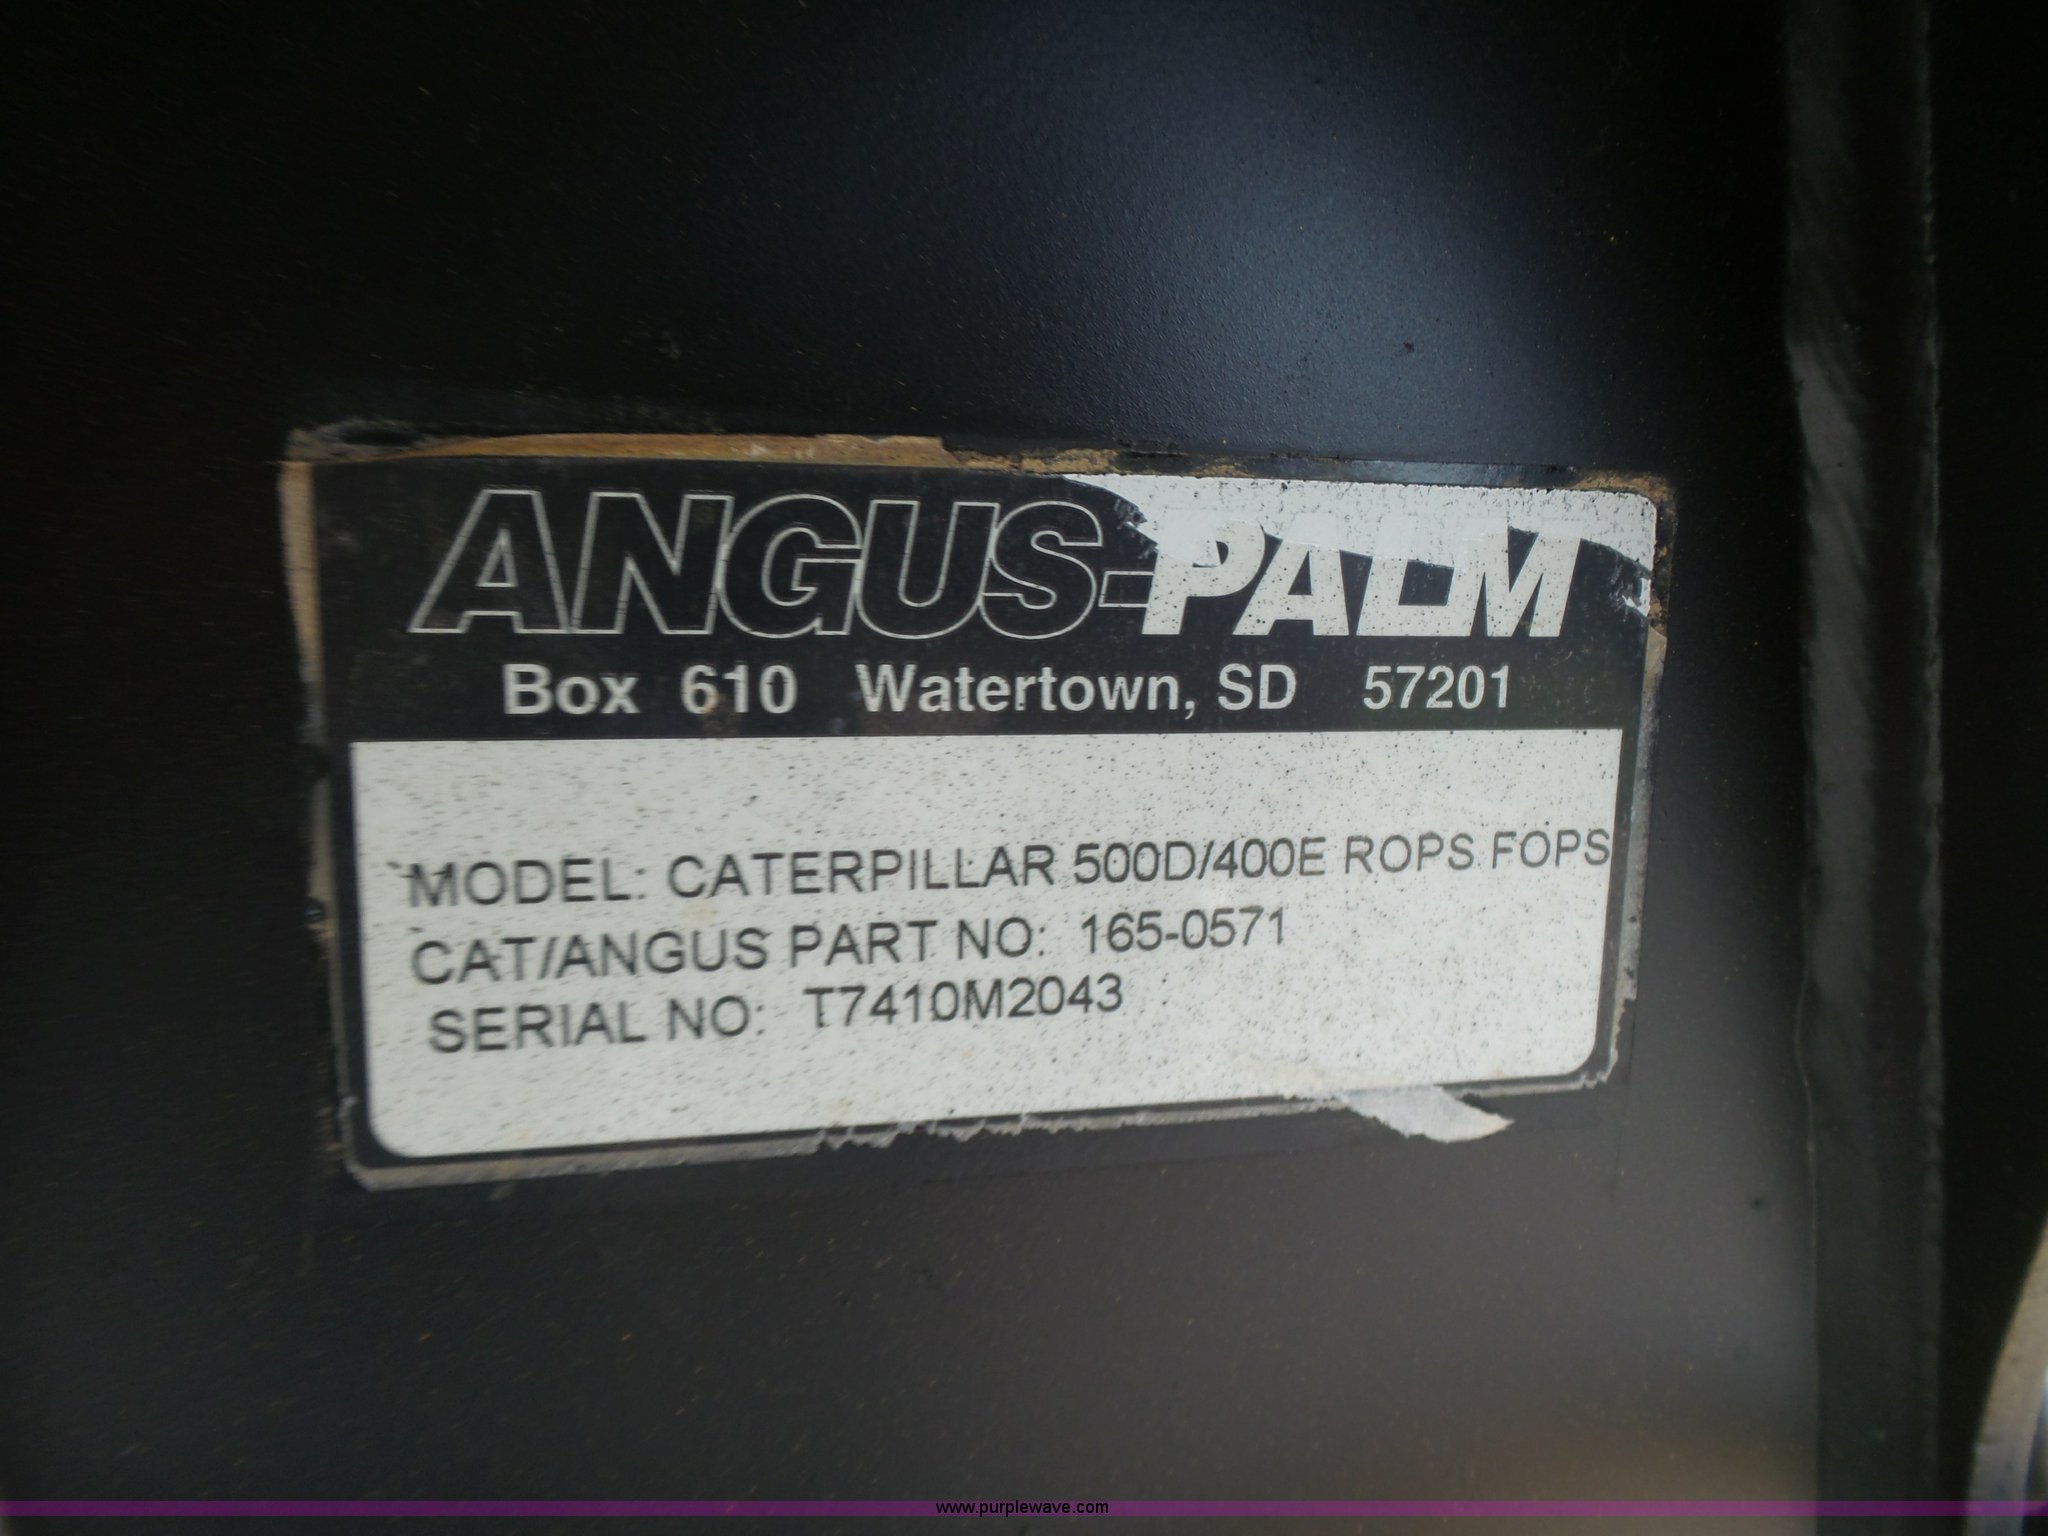 ANGUS-PALM
Box 610 Watertown, SD 57201
MODEL: CATERPILLAR 500D/400E ROPS FOPS
CAT/ANGUS PART NO: 165-0571
SERIAL NO: T7410M2043
www.purplewave.com